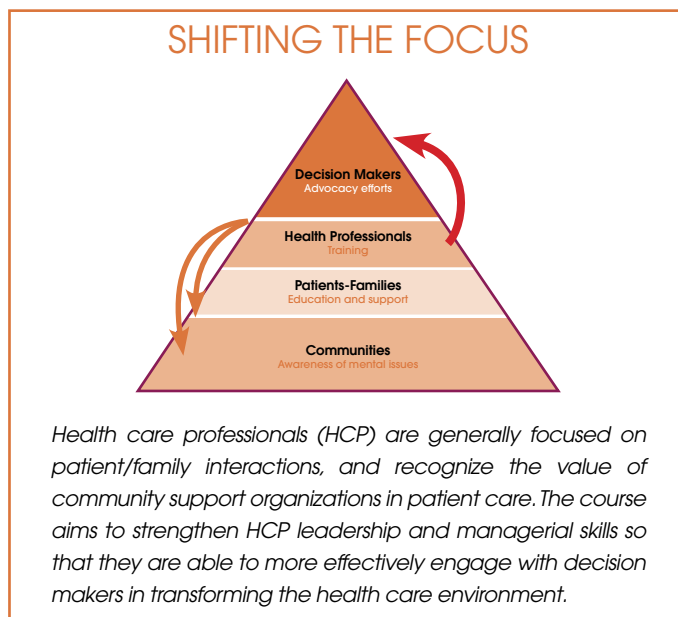 SHIFTING THE FOCUS
Decision Makers
Advocacy efforts
Health Professionals
Training
Patients-Families
Education and support
Communities
Awareness of mental issues
Health care professionals (HCP) are generally focused on
patient/family interactions, and recognize the value of
community support organizations in patient care. The course
aims to strengthen HCP leadership and managerial skills so
that they are able to more effectively engage with decision
makers in transforming the health care environment.